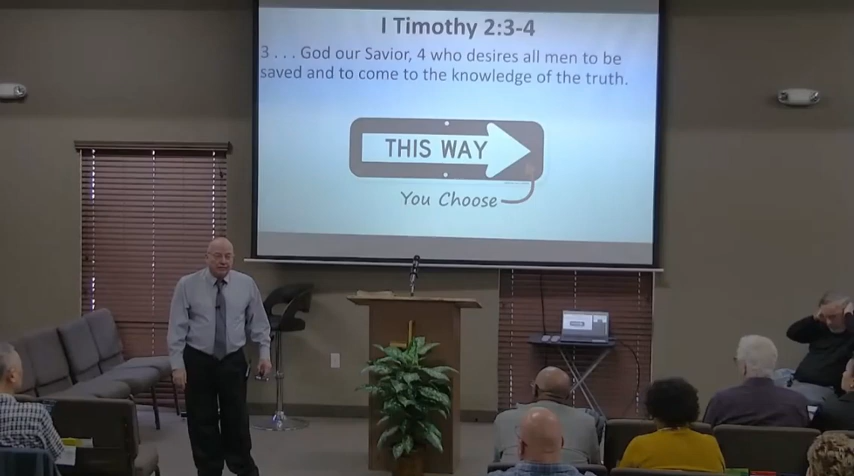 I Timothy 2:3-4
3 . . . God our Savior, 4 who desires all men to be
saved and to come to the knowledge of the truth.
THIS WAY
You Choose